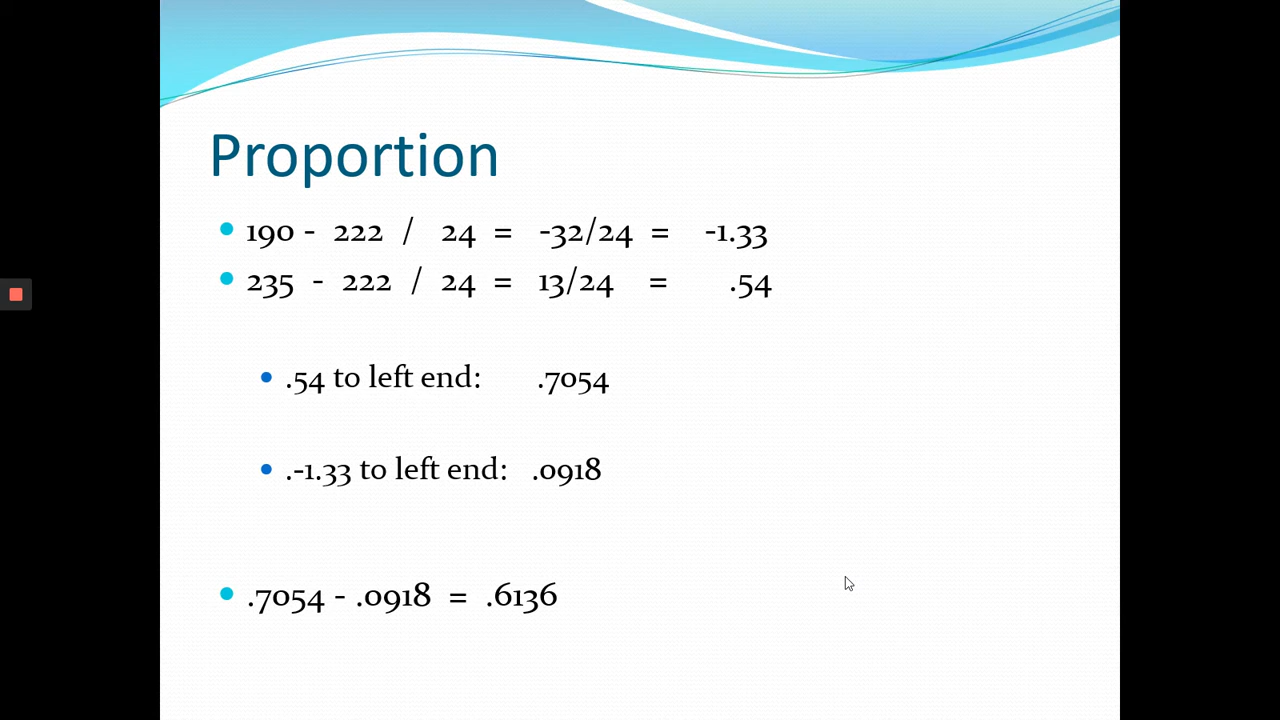 Proportion
190 - 222 / 24 = -32/24 = -1.33
235 - 222 / 24 = 13/24 = .54
.54 to left end: .7054
.-1.33 to left end: .0918
.7054 - .0918 = .6136